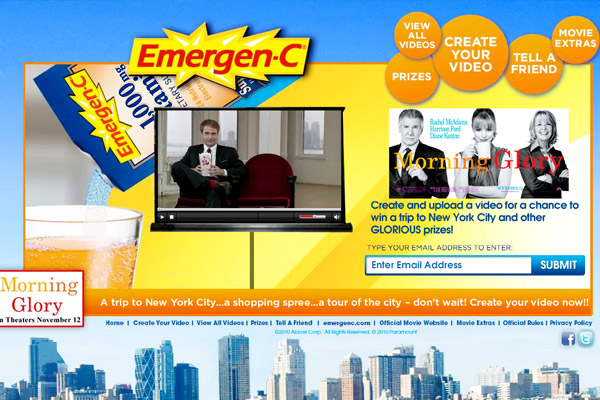 Emergen-C
VIEW ALL VIDEOS
CREATE YOUR VIDEO
MOVIE EXTRAS
PRIZES
TELL A FRIEND
Emergen-C
1,000mg
Rachel McAdams
Harrison Ford
Diane Keaton
Morning Glory
Create and upload a video for a chance to
win a trip to New York City and other
GLORIOUS prizes!
TYPE YOUR EMAIL ADDRESS TO ENTER:
Enter Email Address
SUBMIT
Morning
Glory
n Theaters November 12
A trip to New York City...a shopping spree...a tour of the city – don't wait! Create your video now!!
Home | Create Your Video | View All Videos | Prizes | Tell A Friend | emergenc.com | Official Movie Website | Movie Extras | Official Rules | Privacy Policy
©2010 Alacer Corp. All Rights Reserved. © 2010 Paramount